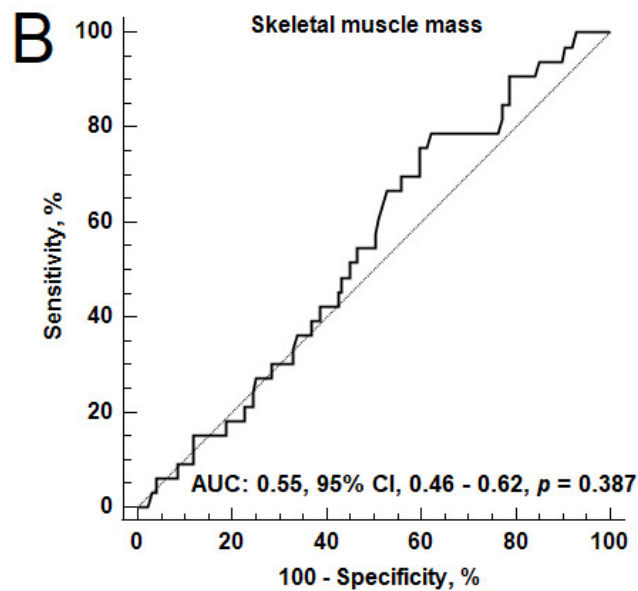 B
Skeletal muscle mass
100
80
60
40
20
0
Sensitivity, %
AUC: 0.55, 95% CI, 0.46 - 0.62, p = 0.387
0 20 40 60 80 100
100 - Specificity, %